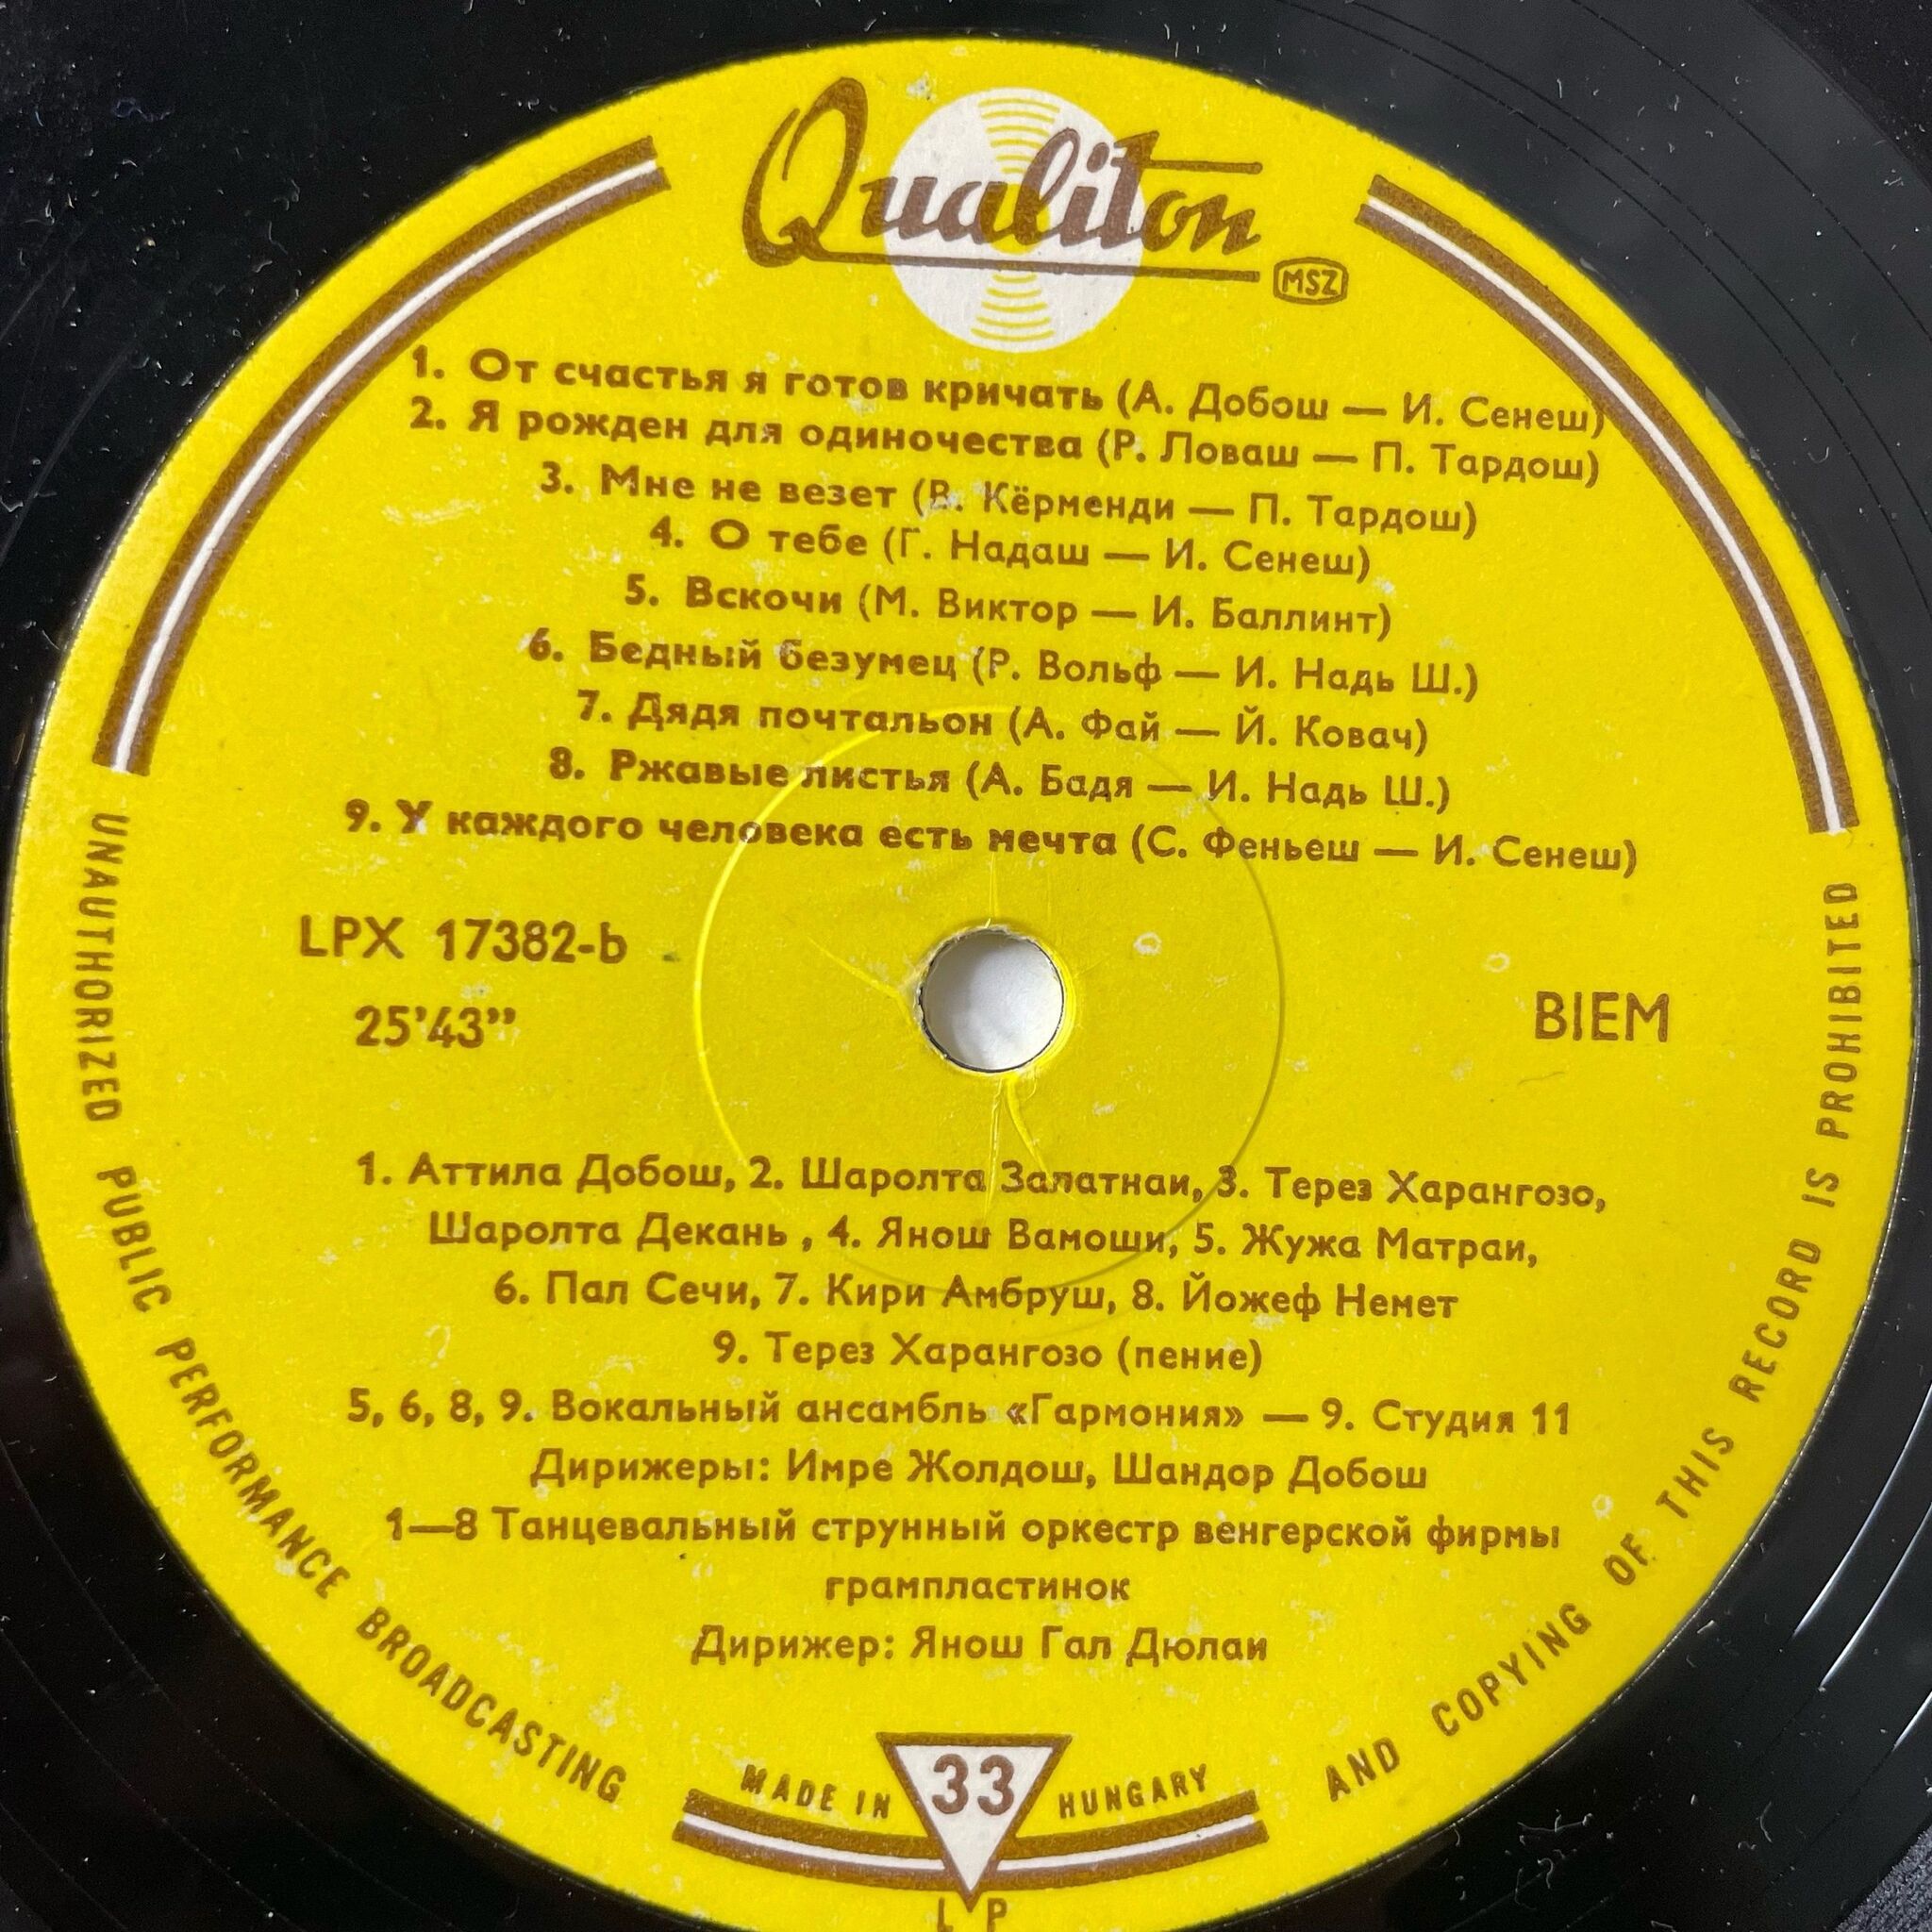 Qualiton
MSZ
1. От счастья я готов кричать (А. Добош — И. Сенеш)
2. Я рожден для одиночества (Р. Ловаш — П. Тардош)
3. Мне не везет (В. Кёрменди — П. Тардош)
4. О тебе (Г. Надаш — И. Сенеш)
5. Вскочи (М. Виктор — И. Баллинт)
6. Бедный безумец (Р. Вольф — И. Надь Ш.)
7. Дядя почтальон (А. Фай — Й. Ковач)
8. Ржавые листья (А. Бадя — И. Надь Ш.)
9. У каждого человека есть мечта (С. Феньеш — И. Сенеш)
LPX 17382-b
25'43”
BIEM
1. Аттила Добош, 2. Шаролта Залатнаи, 3. Терез Харангозо,
Шаролта Декань , 4. Янош Вамоши, 5. Жужа Матраи,
6. Пал Сечи, 7. Кири Амбруш, 8. Йожеф Немет
9. Терез Харангозо (пение)
5, 6, 8, 9. Вокальный ансамбль «Гармония» — 9. Студия 11
Дирижеры: Имре Жолдош, Шандор Добош
1—8 Танцевальный струнный оркестр венгерской фирмы
грампластинок
Дирижер: Янош Гал Дюлаи
UNAUTHORIZED PUBLIC PERFORMANCE BROADCASTING AND COPYING OF THIS RECORD IS PROHIBITED
MADE IN 33 HUNGARY
LP